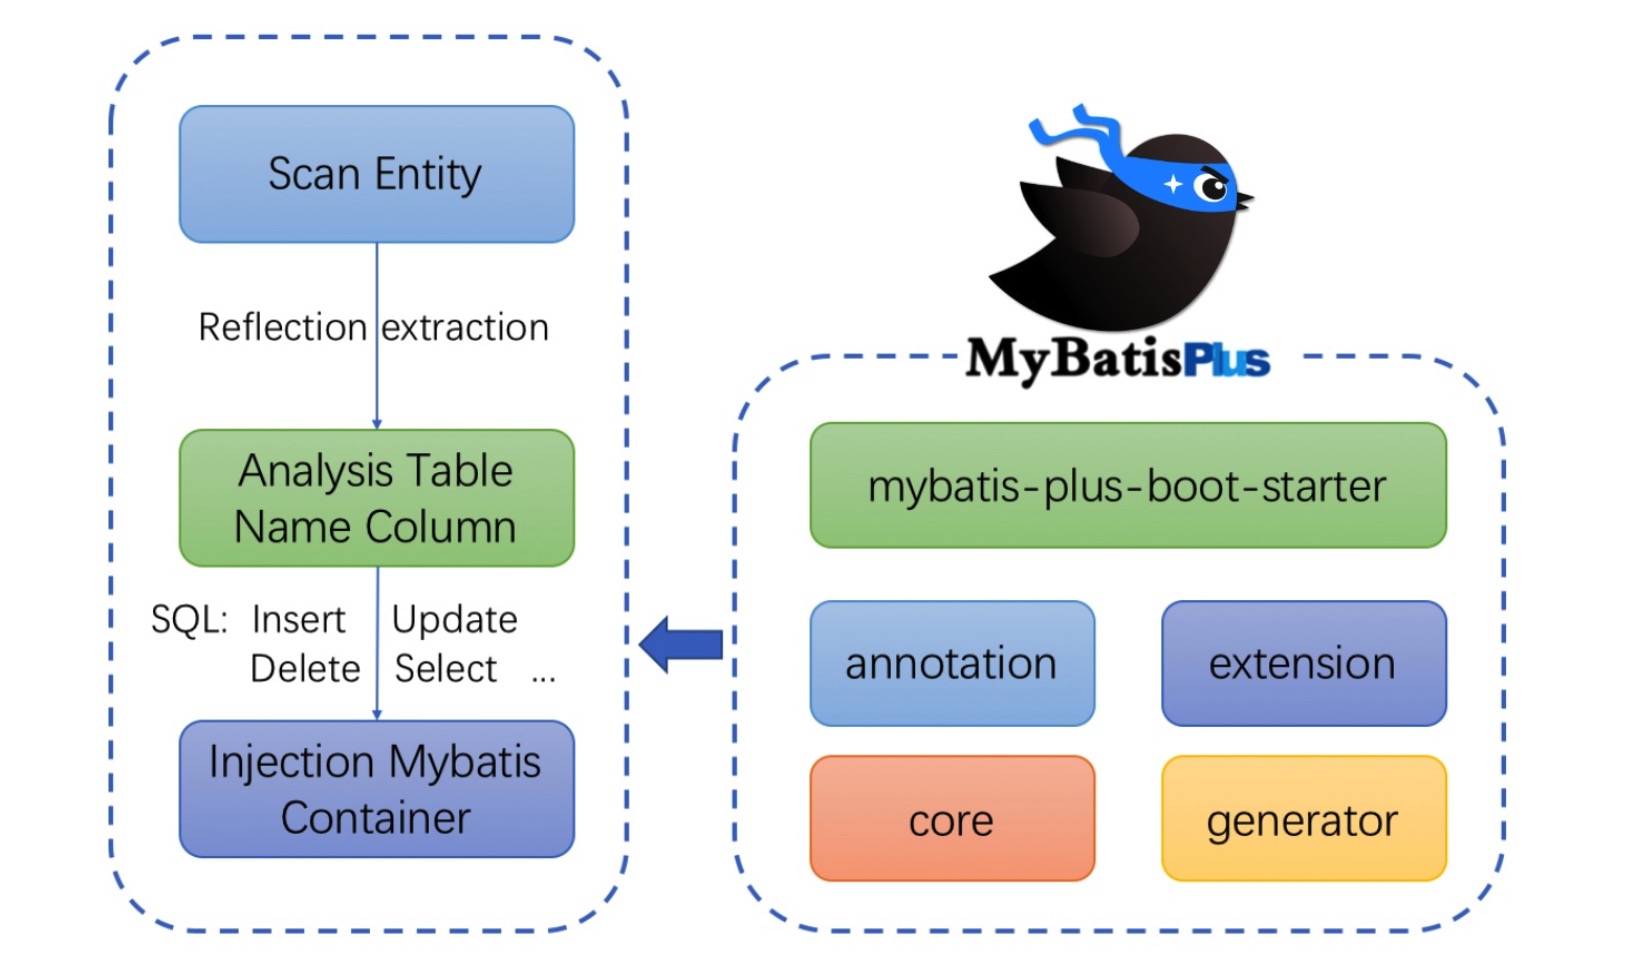 Scan Entity
Reflection extraction
Analysis Table
Name Column
SQL: Insert Update
Delete Select ...
Injection Mybatis
Container
MyBatisPlus
mybatis-plus-boot-starter
annotation extension
core generator